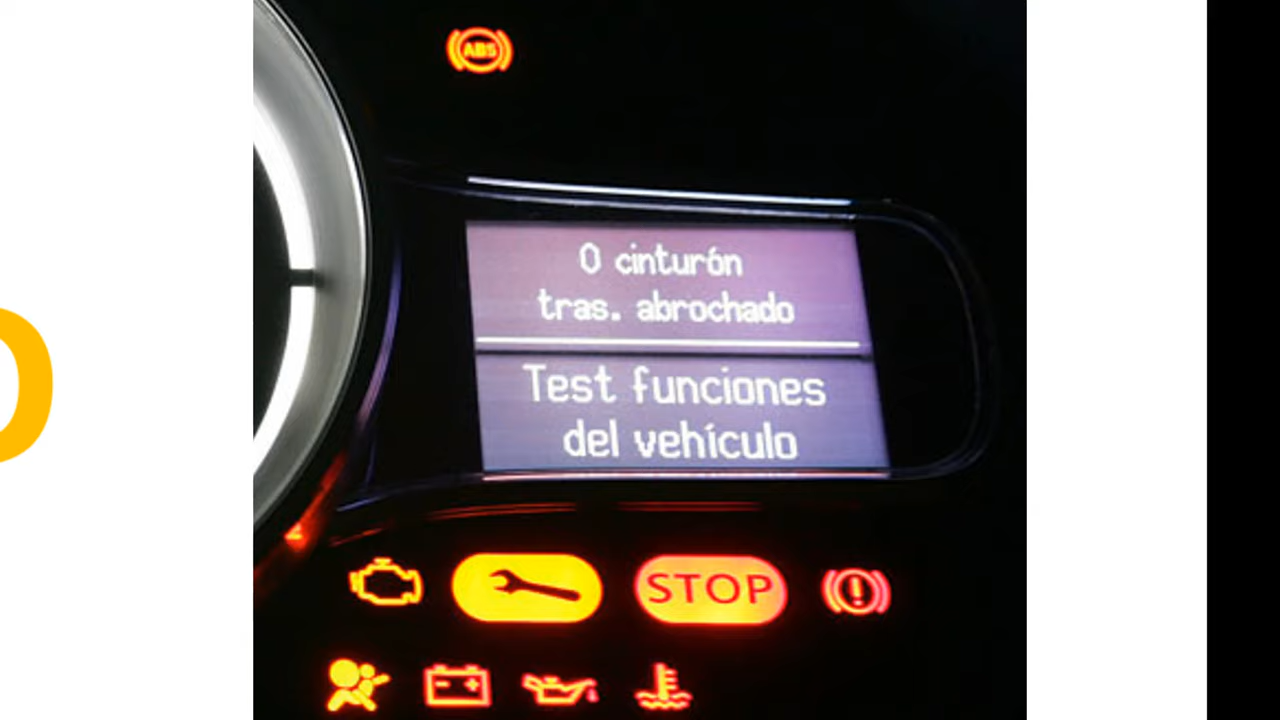 ABS
0 cinturón
tras. abrochado
Test funciones
del vehículo
STOP